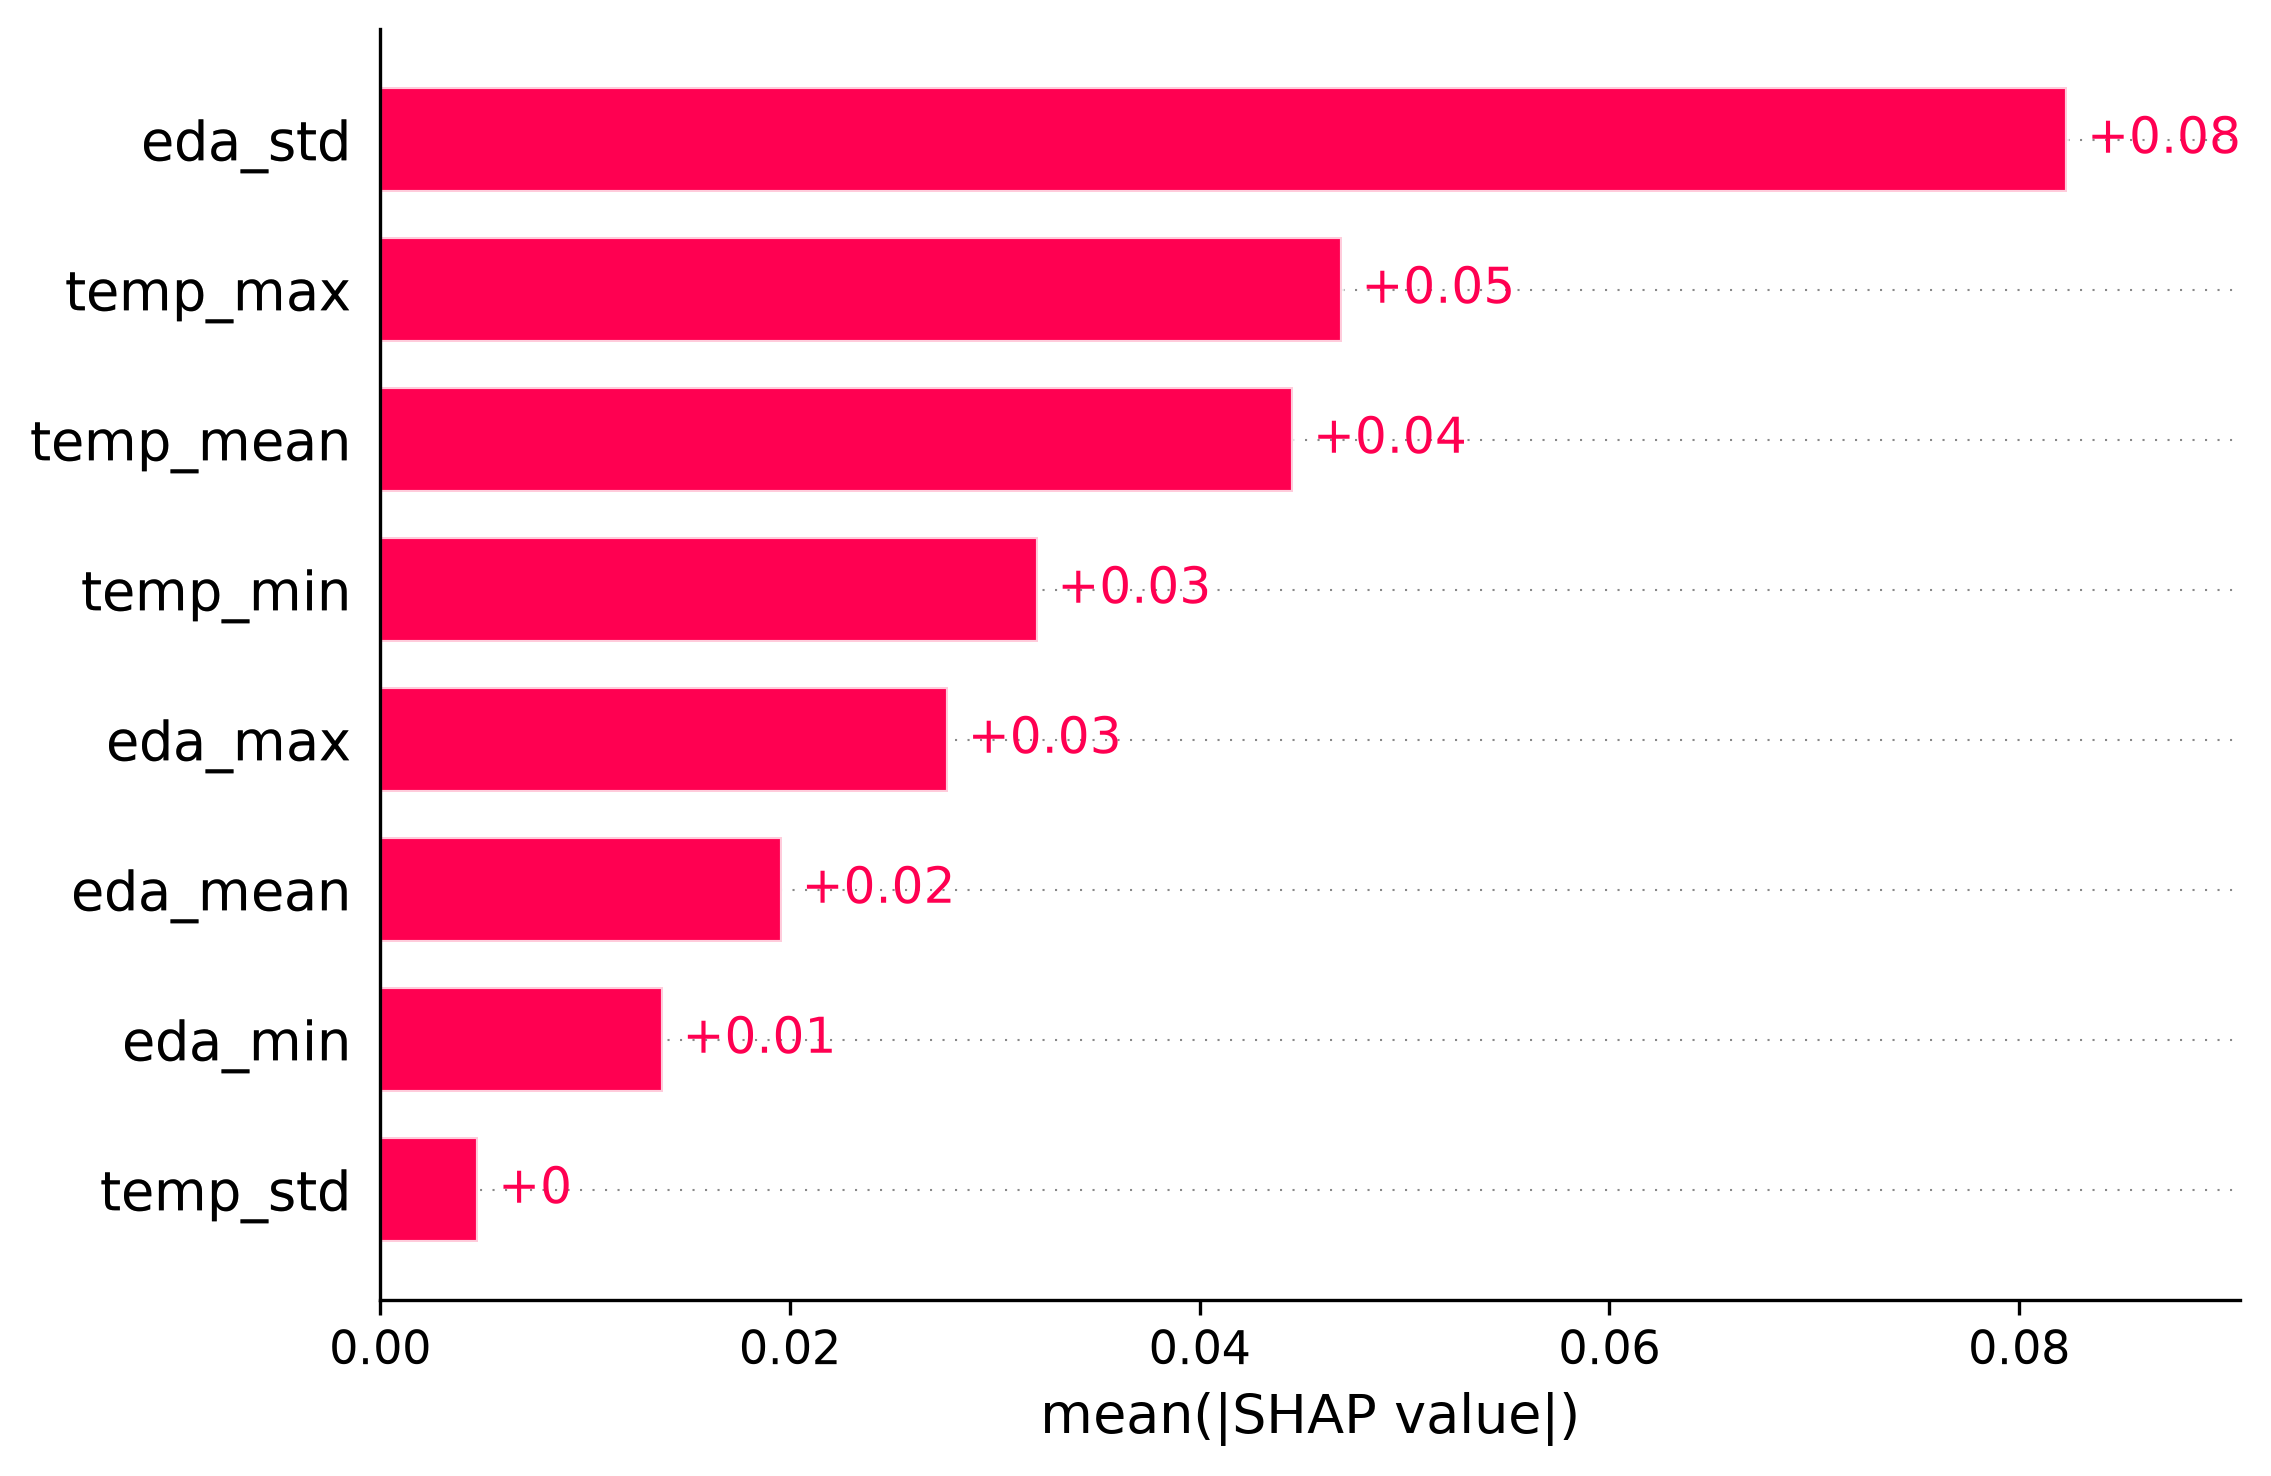 eda_std +0.08
temp_max +0.05
temp_mean +0.04
temp_min +0.03
eda_max +0.03
eda_mean +0.02
eda_min +0.01
temp_std +0
0.00 0.02 0.04 0.06 0.08
mean(|SHAP value|)